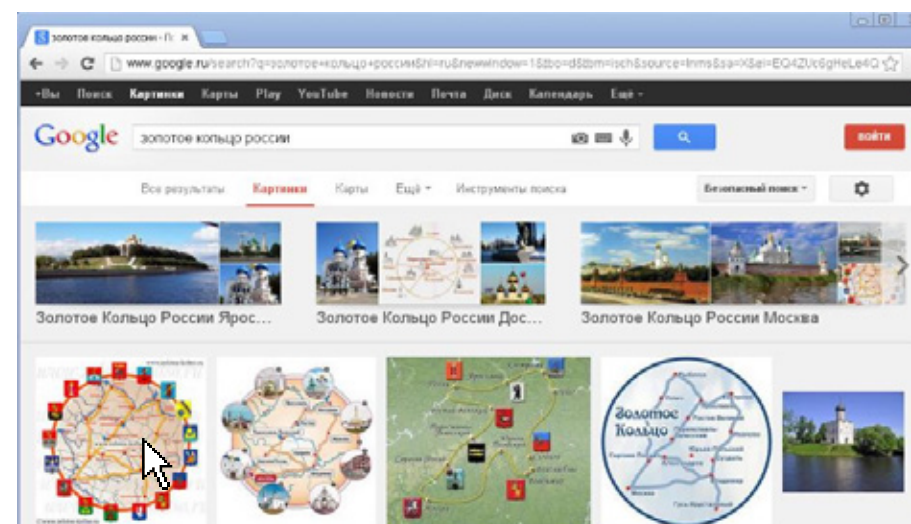 золотое кольцо россии - П
www.google.ru/search?q=золотое+кольцо+россии&hl=ru&newwindow=1&tbo=d&tbm=isch&source=lnms&sa=X&ei=
+Вы Поиск Картинки Карты Play YouTube Новости Почта Диск Календарь Ещё
Google золотое кольцо россии ВОЙТИ
Все результаты Картинки Карты Ещё Инструменты поиска Безопасный поиск
Золотое Кольцо России Ярос... Золотое Кольцо России Дос... Золотое Кольцо России Москва
Золотое
Кольцо